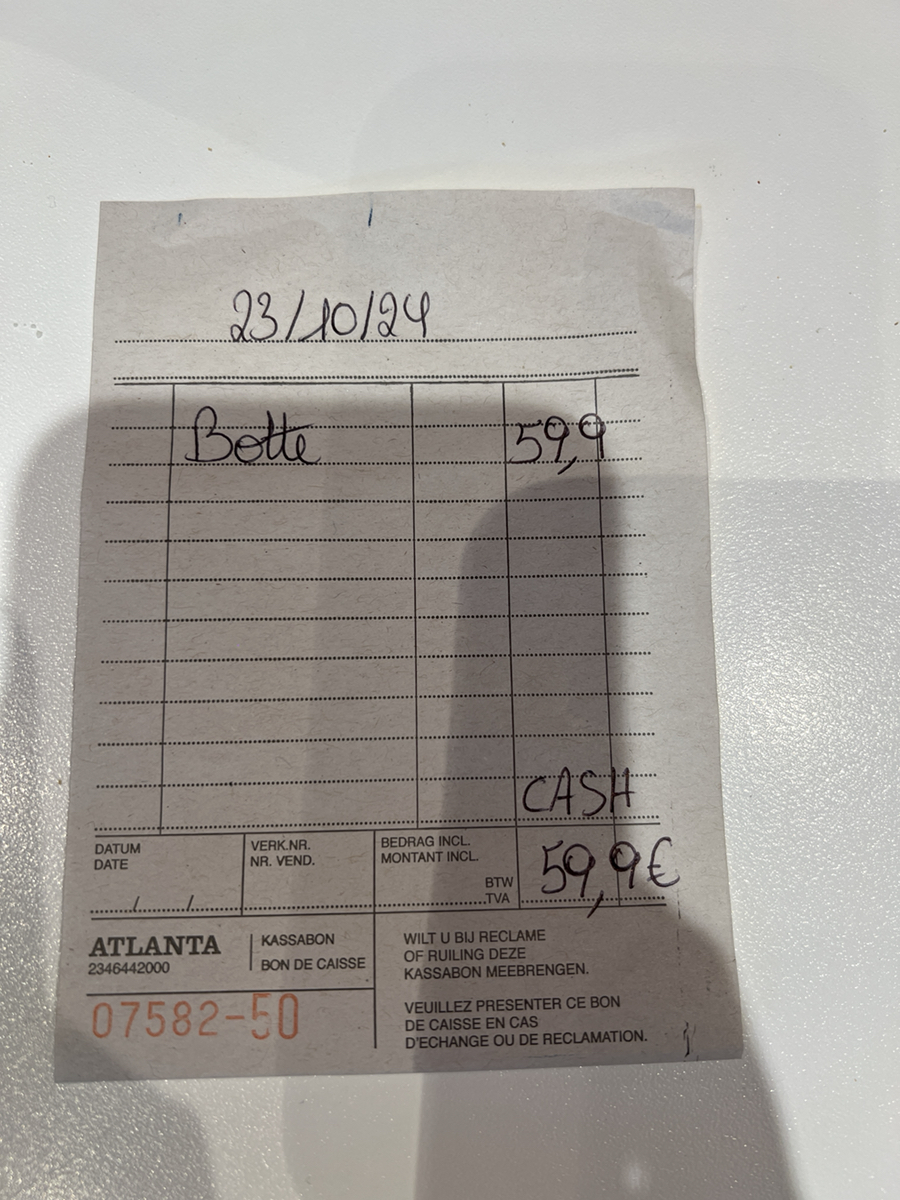 23/10/24
Botte 59,9
CASH
DATUM
DATE
/ /
VERK.NR.
NR. VEND.
BEDRAG INCL.
MONTANT INCL.
BTW
TVA
59,9€
ATLANTA
2346442000
KASSABON
BON DE CAISSE
07582-50
WILT U BIJ RECLAME
OF RUILING DEZE
KASSABON MEEBRENGEN.
VEUILLEZ PRESENTER CE BON
DE CAISSE EN CAS
D'ECHANGE OU DE RECLAMATION.